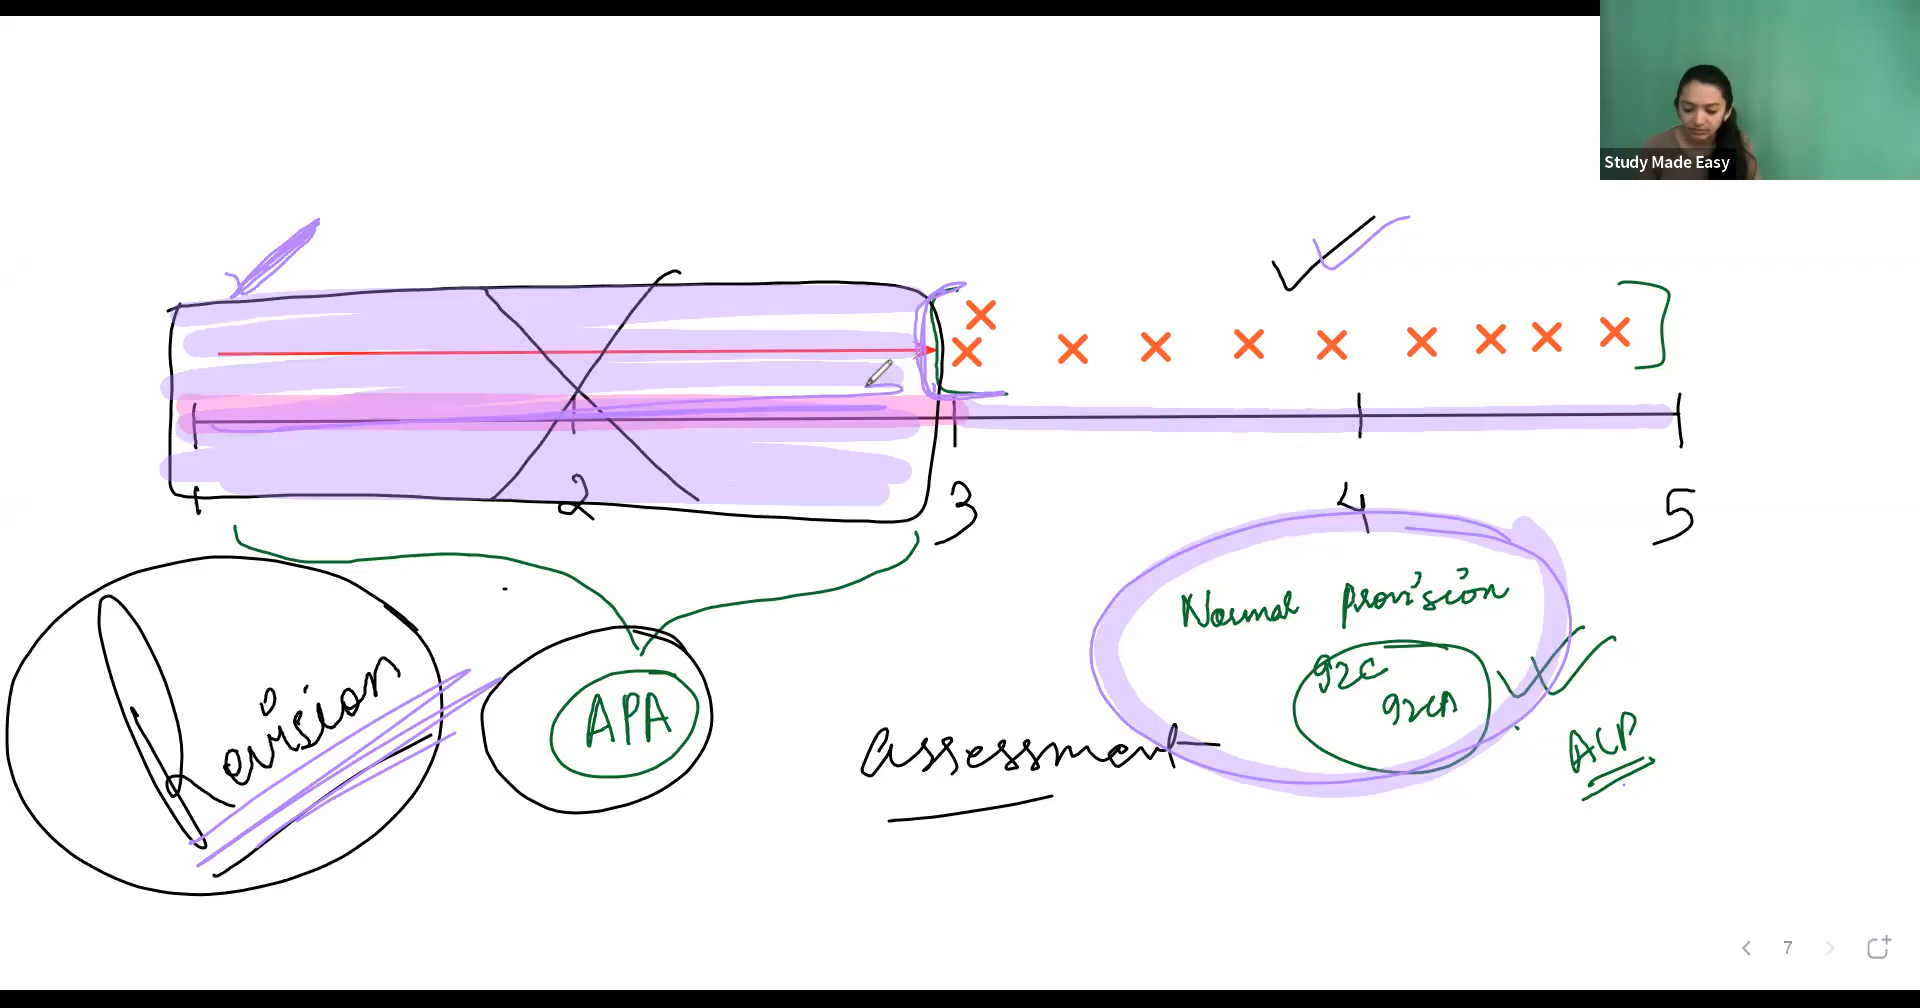 Study Made Easy
1 2 3 4 5
Normal Provision
92C
92CA
Revision
APA
assessment
ACP
7